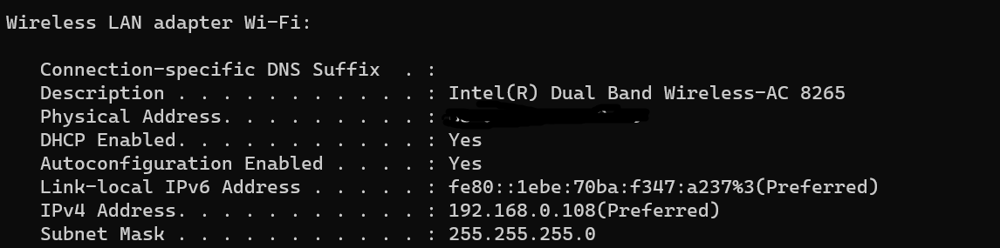 Wireless LAN adapter Wi-Fi:
Connection-specific DNS Suffix  . :
Description . . . . . . . . . . . : Intel(R) Dual Band Wireless-AC 8265
Physical Address. . . . . . . . . :
DHCP Enabled. . . . . . . . . . . : Yes
Autoconfiguration Enabled . . . . : Yes
Link-local IPv6 Address . . . . . : fe80::1ebe:70ba:f347:a237%3(Preferred)
IPv4 Address. . . . . . . . . . . : 192.168.0.108(Preferred)
Subnet Mask . . . . . . . . . . . : 255.255.255.0